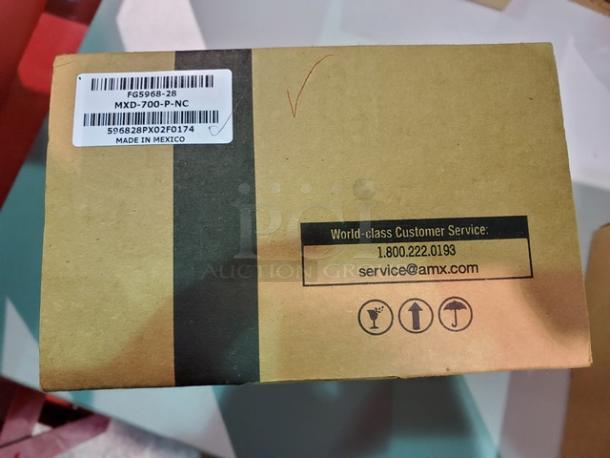 FG5968-28
MXD-700-P-NC
596828PX02F0174
MADE IN MEXICO
World-class Customer Service:
1.800.222.0193
service@amx.com
PCI
AUCTION GROUP